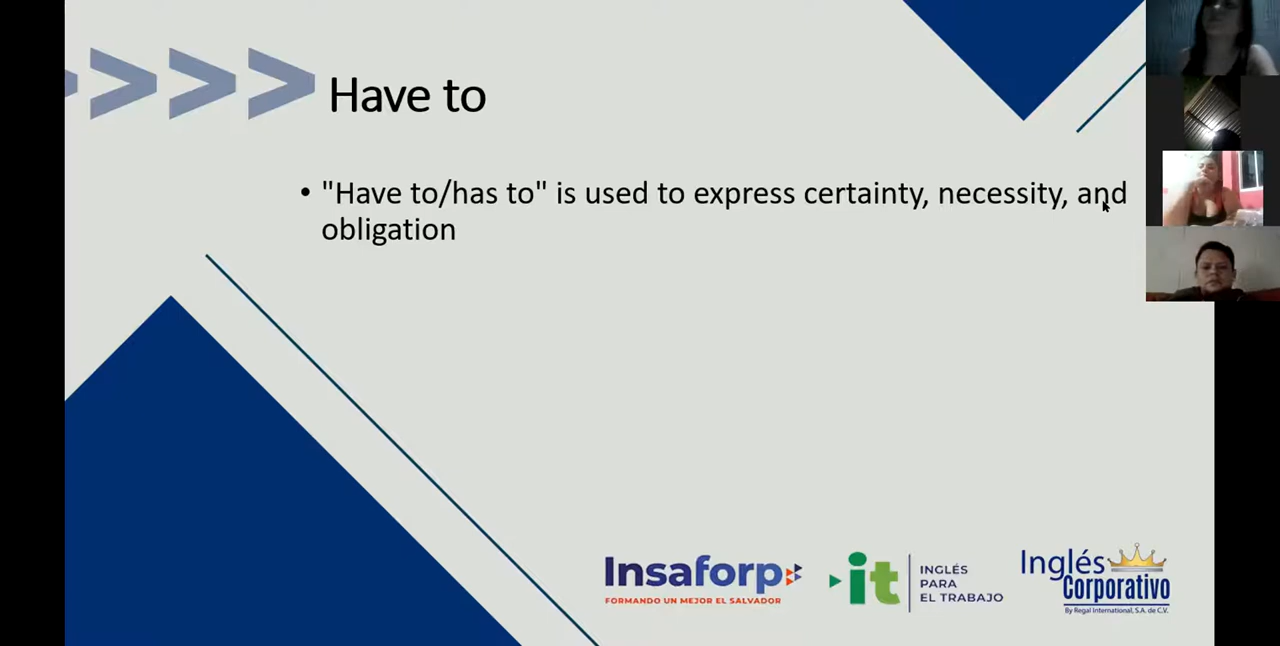 Have to
• "Have to/has to" is used to express certainty, necessity, and
obligation
Insaforp
FORMANDO UN MEJOR EL SALVADOR
it
INGLÉS
PARA
EL TRABAJO
Inglés
Corporativo
By Regal International, S.A. de C.V.